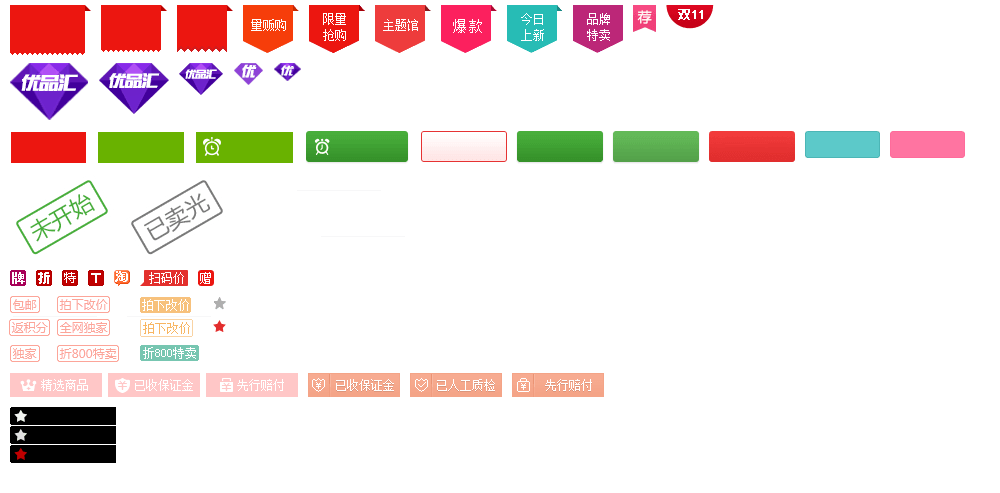 量贩购
限量
抢购
主题馆
爆款
今日
上新
品牌
特卖
荐
双11
优品汇
优品汇
优品汇
优
优
未开始
已卖光
牌
折
特
T
淘
扫码价
赠
包邮
拍下改价
拍下改价
返积分
全网独家
拍下改价
独家
折800特卖
折800特卖
精选商品
已收保证金
先行赔付
已收保证金
已人工质检
先行赔付